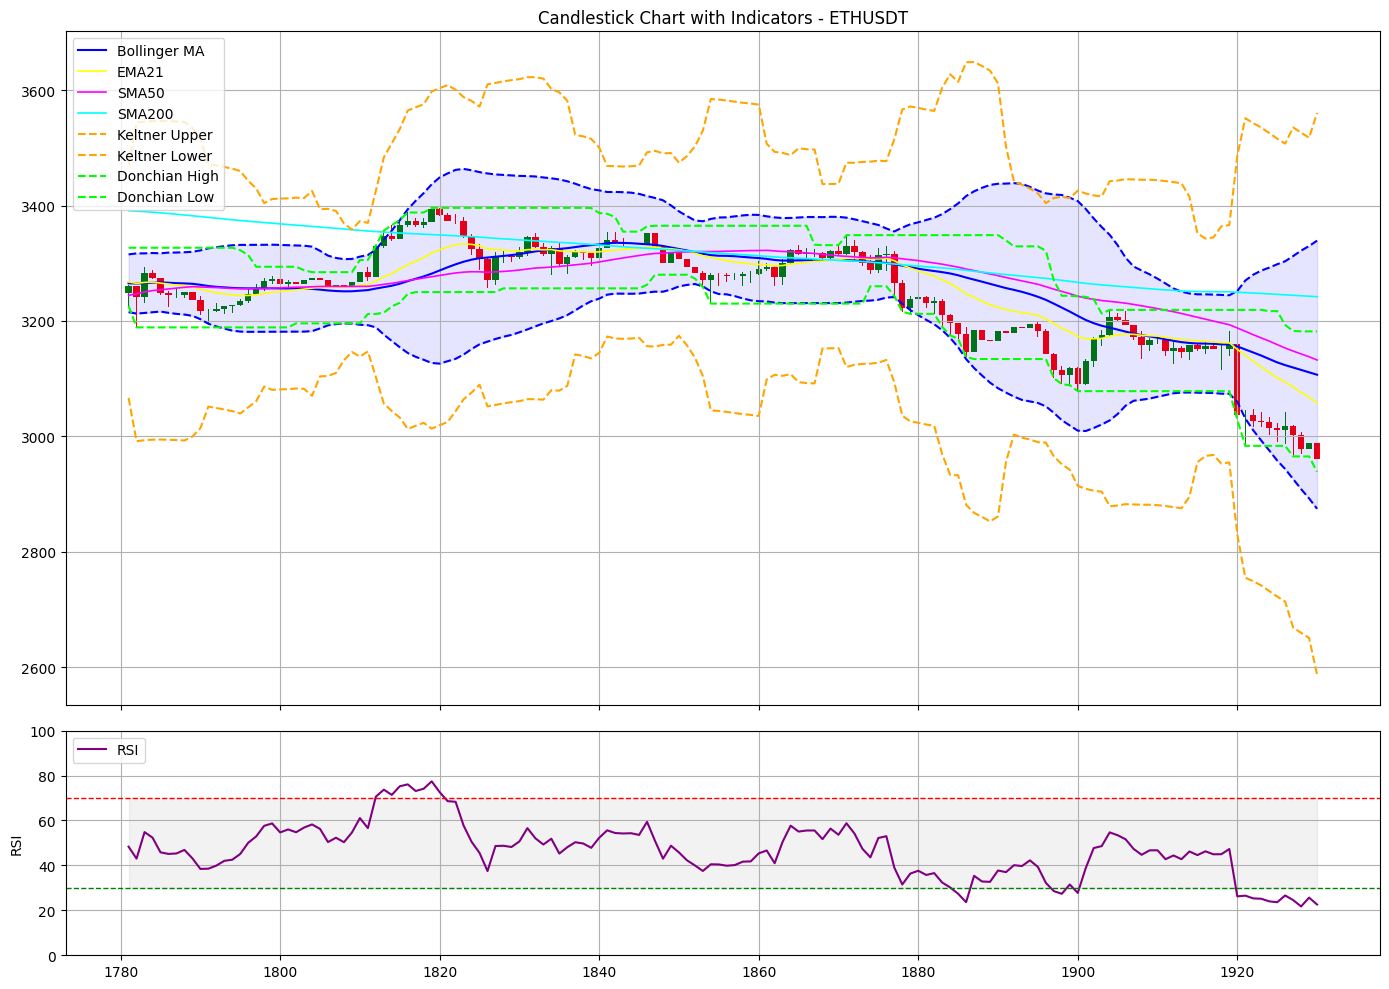 Candlestick Chart with Indicators - ETHUSDT
Bollinger MA
EMA21
SMA50
SMA200
Keltner Upper
Keltner Lower
Donchian High
Donchian Low
3600
3400
3200
3000
2800
2600
RSI
RSI
100
80
60
40
20
0
1780 1800 1820 1840 1860 1880 1900 1920